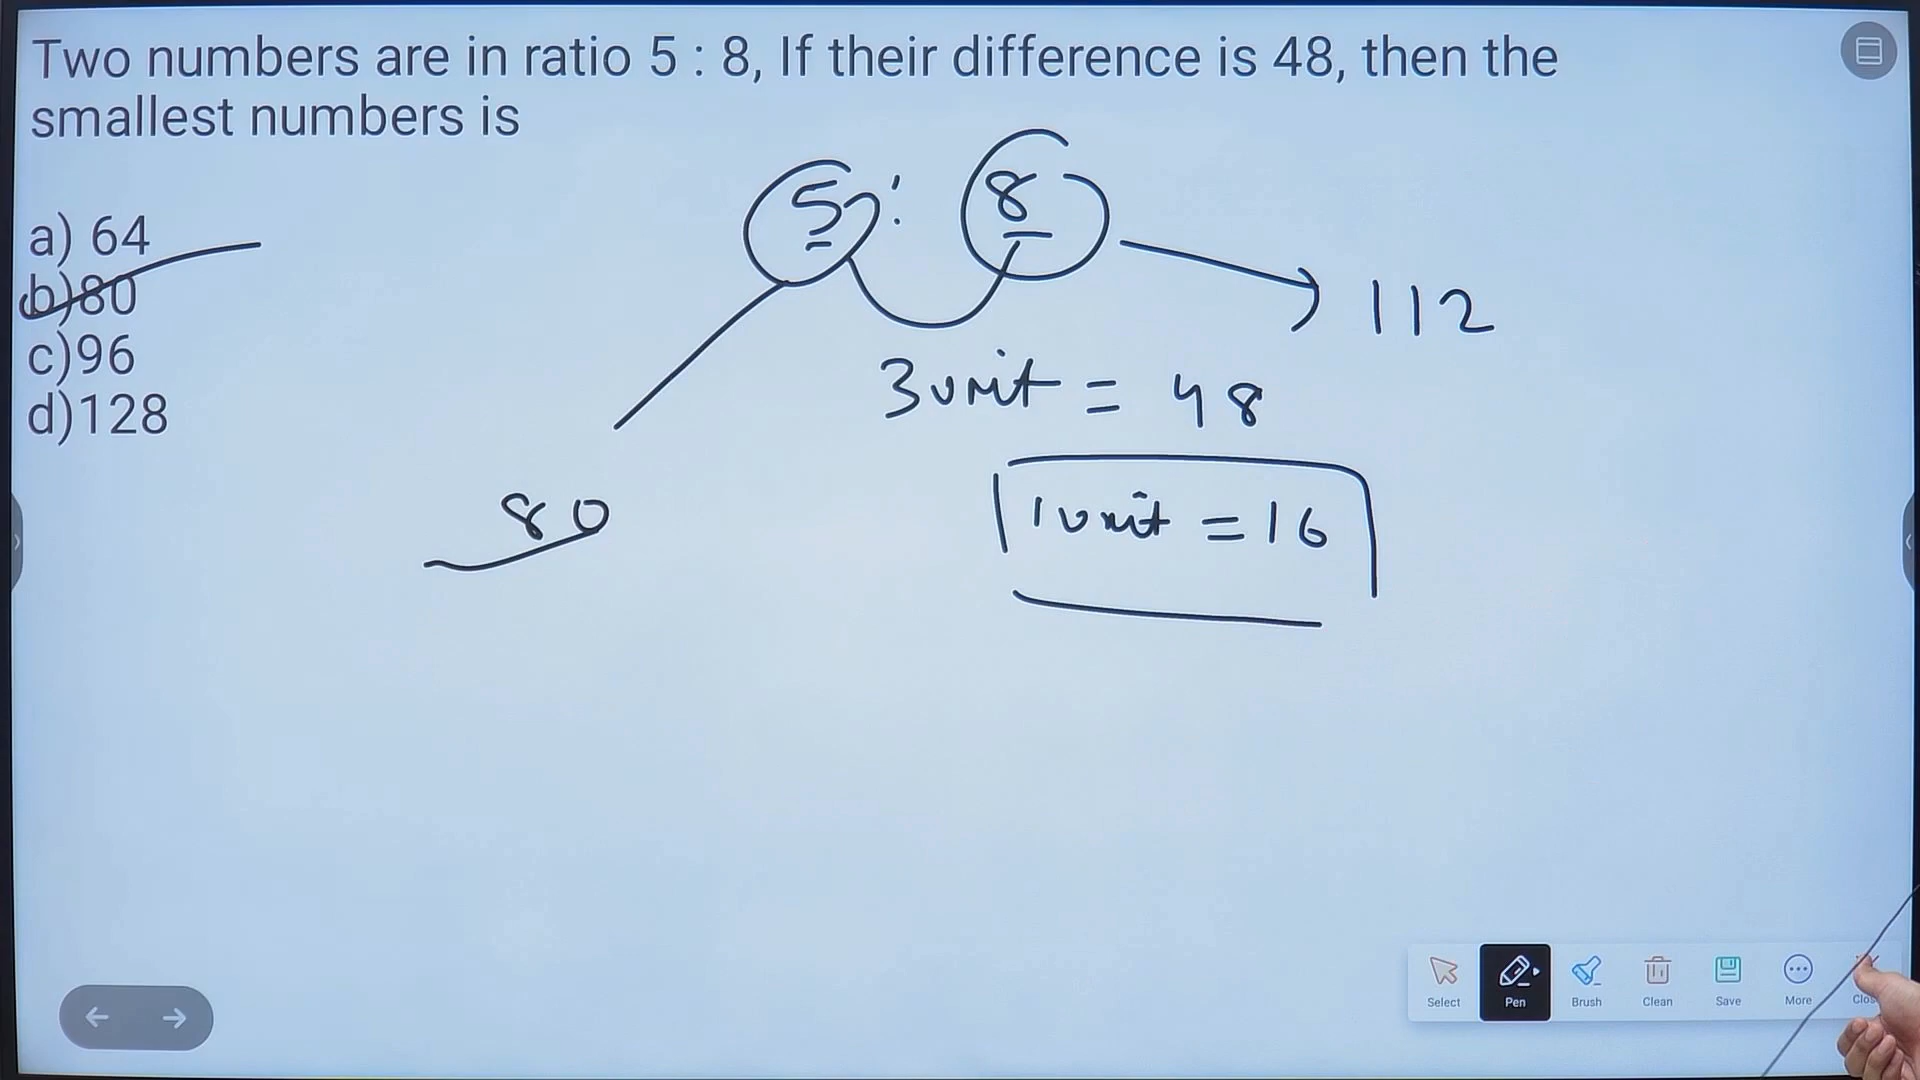 Two numbers are in ratio 5 : 8, If their difference is 48, then the
smallest numbers is
a) 64
b)80
c)96
d)128
5 : 8
112
3 unit = 48
1 unit = 16
80
Select
Pen
Brush
Clean
Save
More